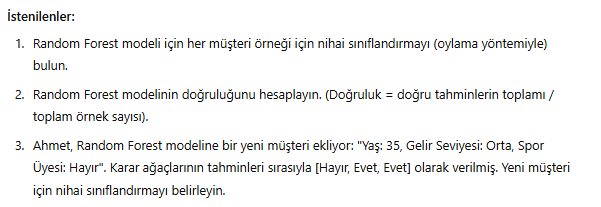 İstenilenler:
1. Random Forest modeli için her müşteri örneği için nihai sınıflandırmayı (oylama yöntemiyle)
bulun.
2. Random Forest modelinin doğruluğunu hesaplayın. (Doğruluk = doğru tahminlerin toplamı /
toplam örnek sayısı).
3. Ahmet, Random Forest modeline bir yeni müşteri ekliyor: "Yaş: 35, Gelir Seviyesi: Orta, Spor
Üyesi: Hayır". Karar ağaçlarının tahminleri sırasıyla [Hayır, Evet, Evet] olarak verilmiş. Yeni müşteri
için nihai sınıflandırmayı belirleyin.